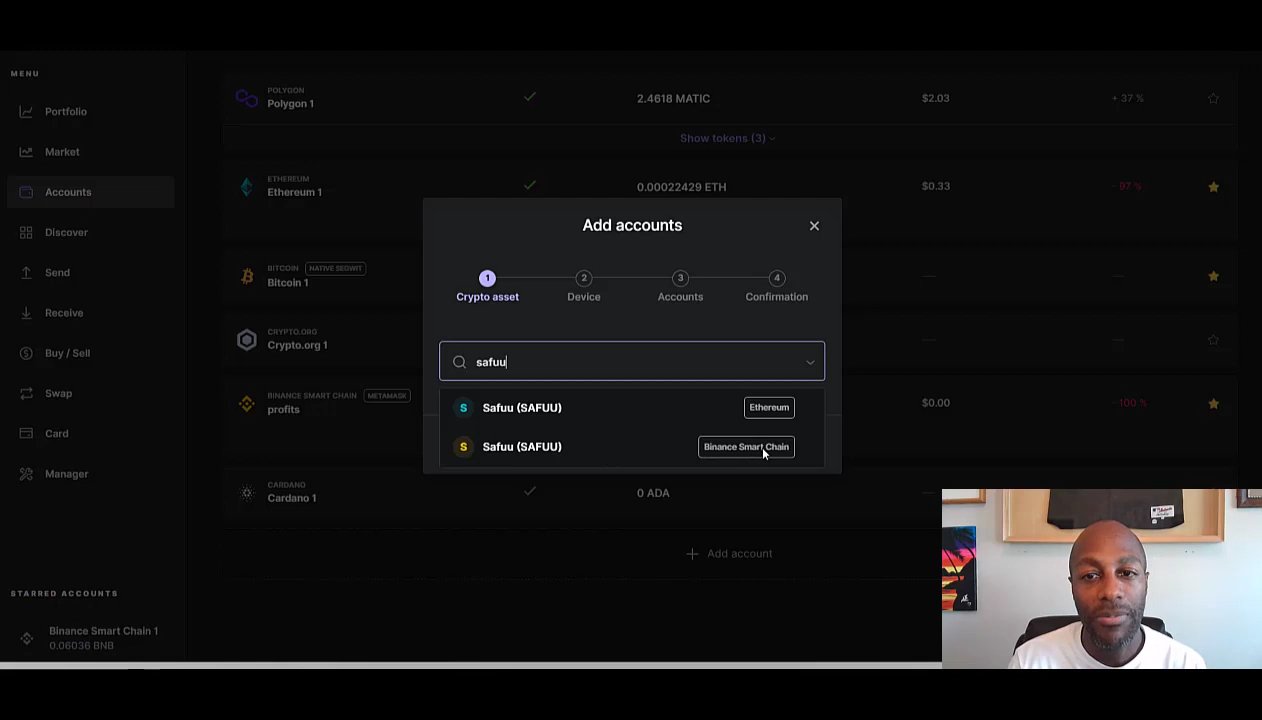 MENU
Portfolio
Market
Accounts
Discover
Send
Receive
Buy / Sell
Swap
Card
Manager
STARRED ACCOUNTS
Binance Smart Chain 1
0.06036 BNB
POLYGON
Polygon 1
2.4618 MATIC
$2.03
+ 37 %
Show tokens (3)
ETHEREUM
Ethereum 1
0.00022429 ETH
$0.33
- 97 %
BITCOIN NATIVE SEGWIT
Bitcoin 1
CRYPTO.ORG
Crypto.org 1
BINANCE SMART CHAIN METAMASK
profits
$0.00
- 100 %
CARDANO
Cardano 1
0 ADA
+ Add account
Add accounts
1 2 3 4
Crypto asset Device Accounts Confirmation
safuu
S Safuu (SAFUU) Ethereum
S Safuu (SAFUU) Binance Smart Chain